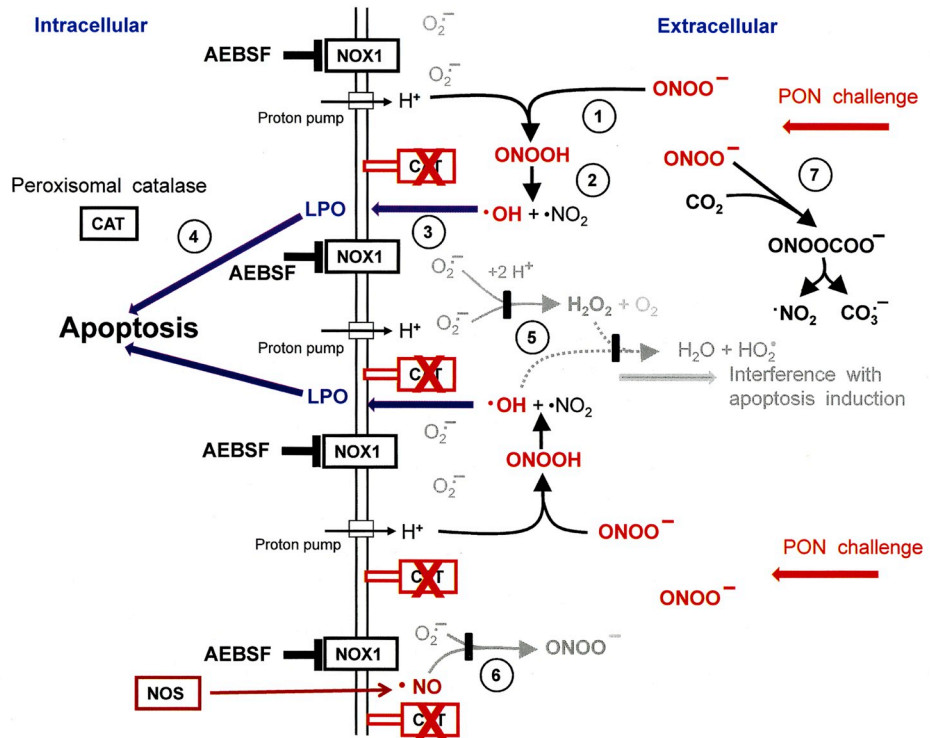 Intracellular
Extracellular
O₂·⁻
AEBSF
NOX1
O₂·⁻
H⁺
Proton pump
ONOO⁻
1
PON challenge
ONOOH
2
ONOO⁻
7
CO₂
CAT
Peroxisomal catalase
CAT
4
LPO
3
·OH + ·NO₂
ONOOCOO⁻
·NO₂
CO₃·⁻
AEBSF
NOX1
O₂·⁻
+2 H⁺
H₂O₂ + O₂
Apoptosis
H⁺
Proton pump
O₂·⁻
5
H₂O + HO₂•
Interference with
apoptosis induction
CAT
LPO
·OH + ·NO₂
O₂·⁻
AEBSF
NOX1
ONOOH
O₂·⁻
H⁺
Proton pump
ONOO⁻
PON challenge
CAT
ONOO⁻
AEBSF
NOX1
O₂·⁻
ONOO⁻
6
NOS
·NO
CAT